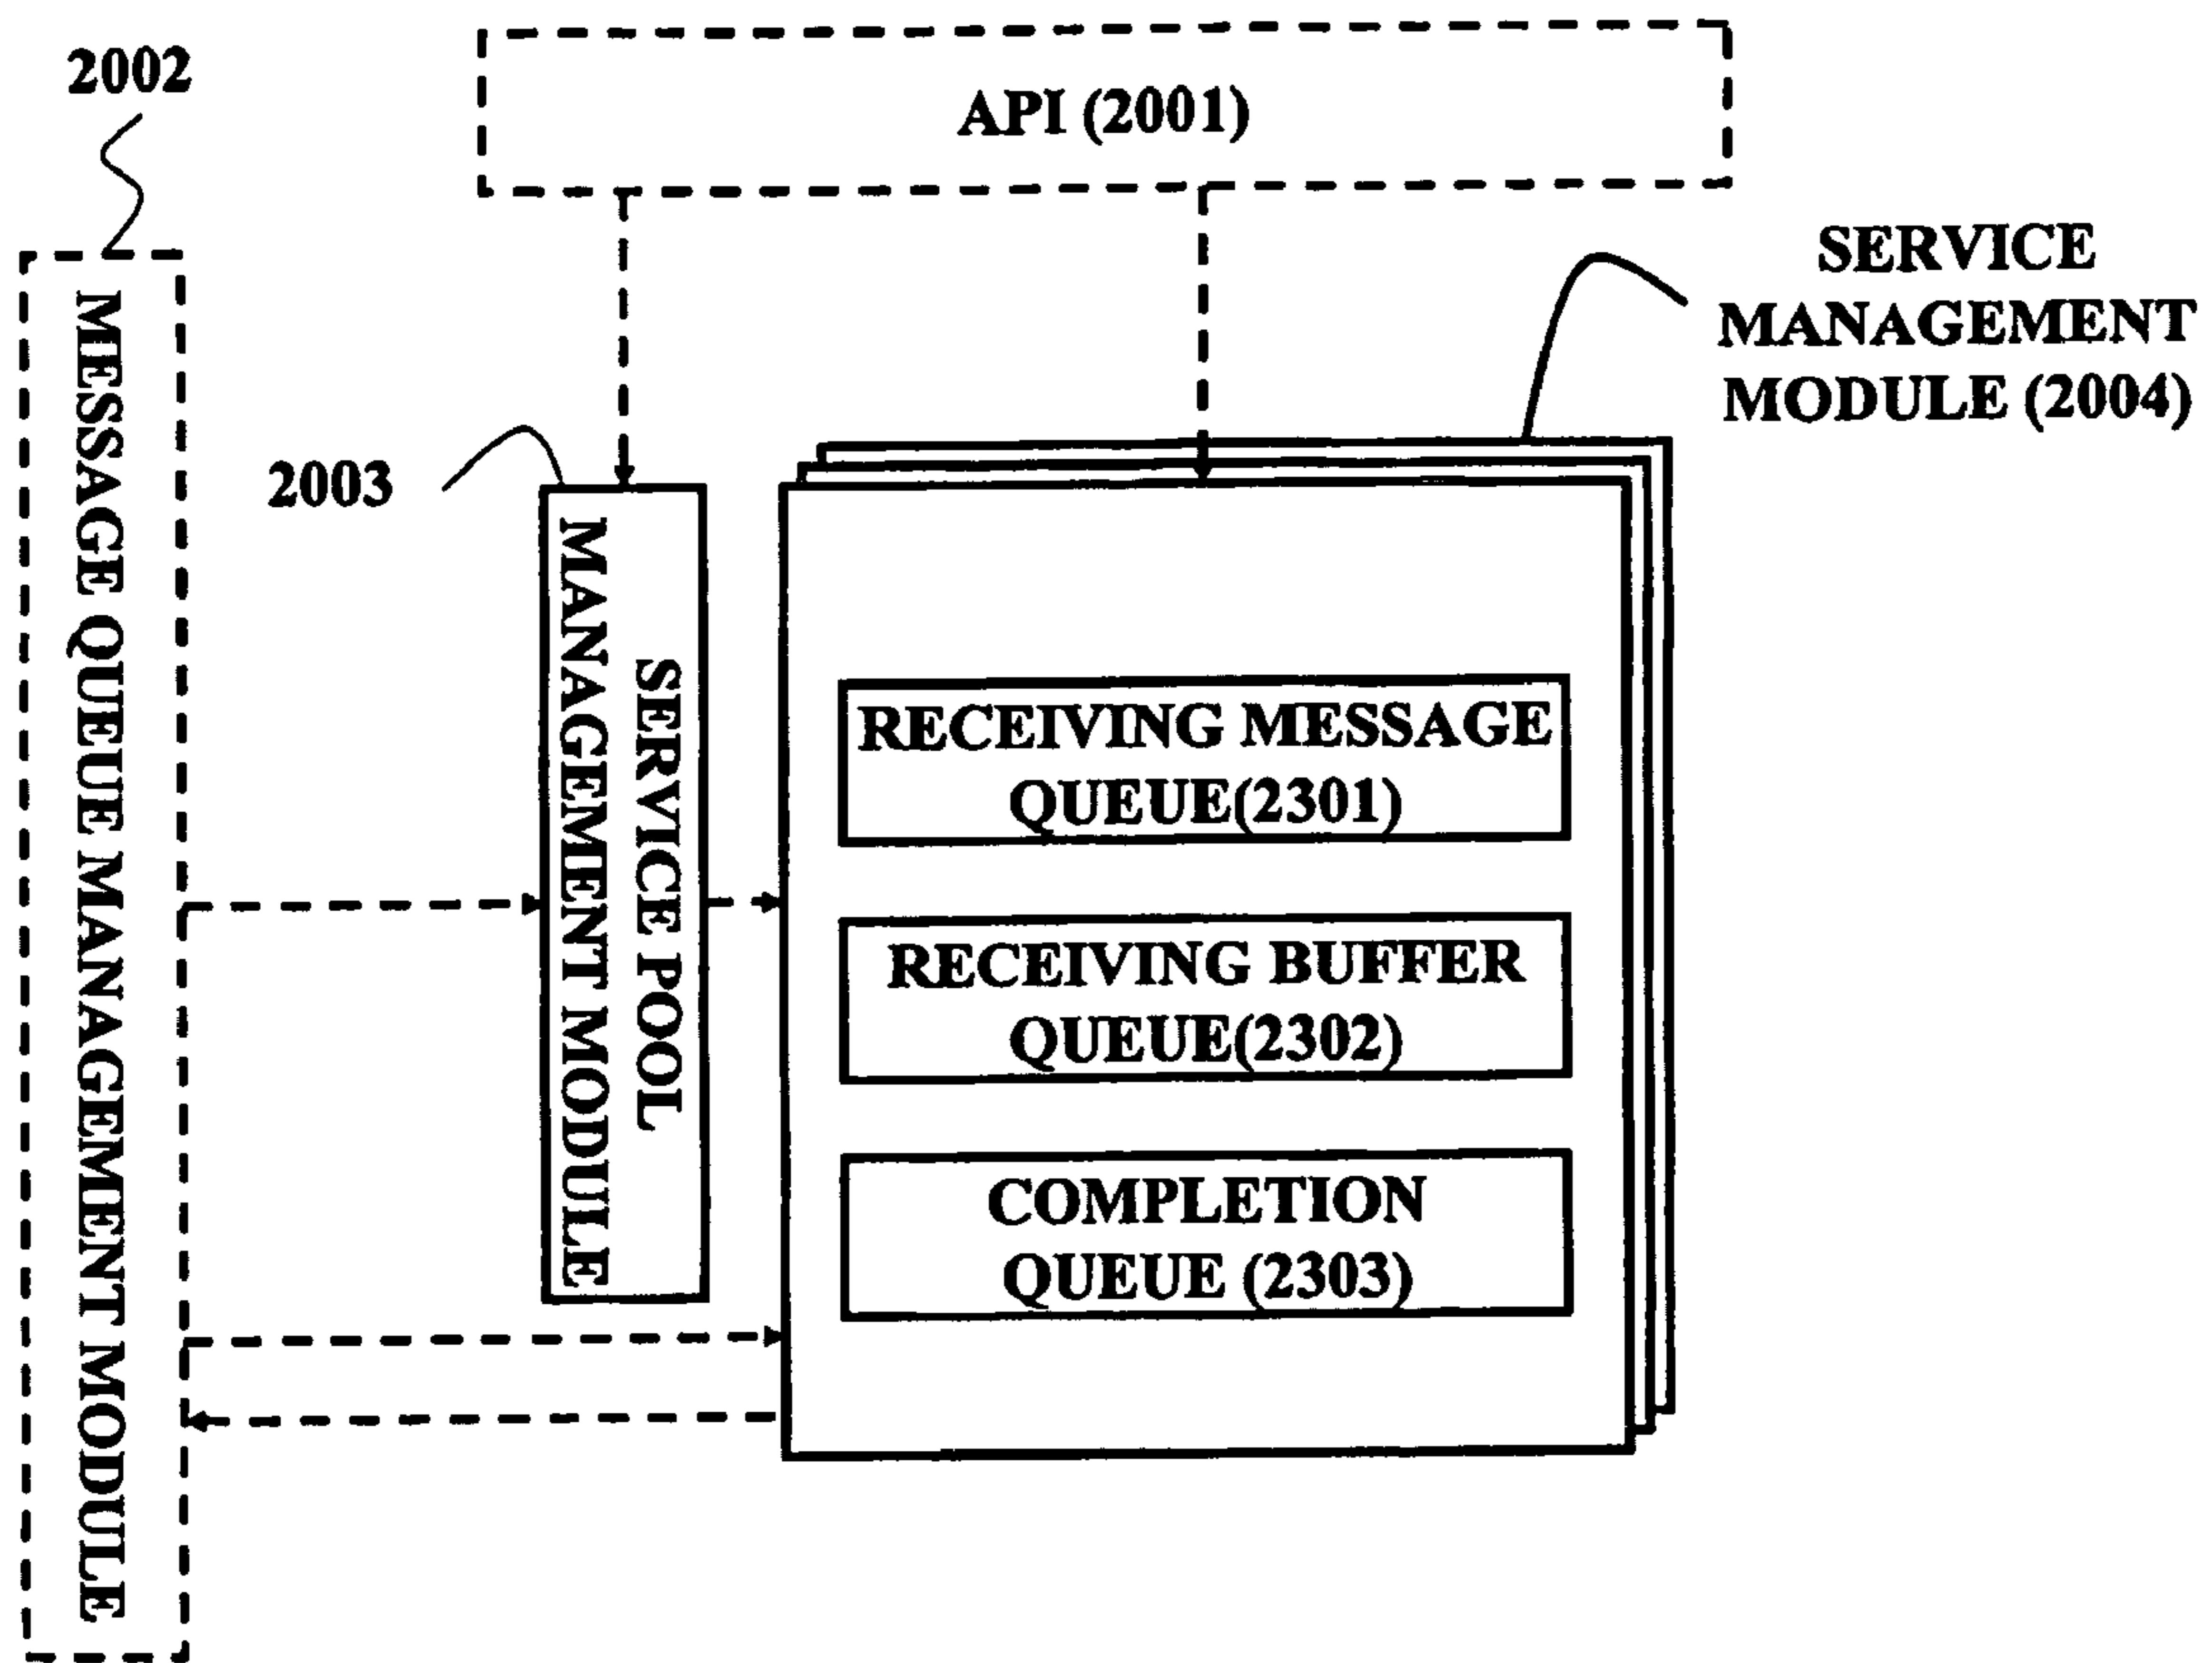 2002
API (2001)
SERVICE
MANAGEMENT
MODULE (2004)
2003
MESSAGE QUEUE MANAGEMENT MODULE
SERVICE POOL
MANAGEMENT MODULE
RECEIVING MESSAGE
QUEUE(2301)
RECEIVING BUFFER
QUEUE(2302)
COMPLETION
QUEUE (2303)